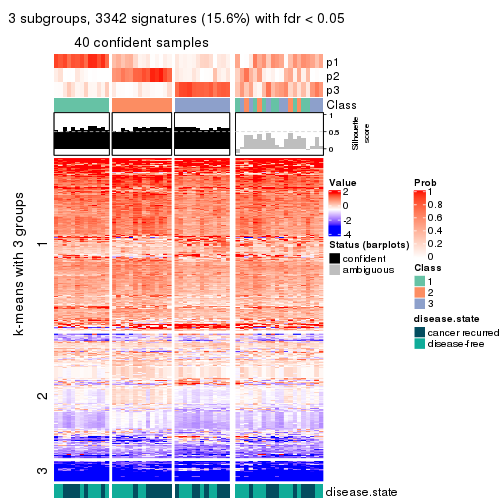 3 subgroups, 3342 signatures (15.6%) with fdr < 0.05
40 confident samples
p1
p2
p3
Class
1
0.5
0
Silhouette
score
k-means with 3 groups
1
2
3
disease.state
Value
2
0
-2
-4
Status (barplots)
confident
ambiguous
Prob
1
0.8
0.6
0.4
0.2
0
Class
1
2
3
disease.state
cancer recurred
disease-free